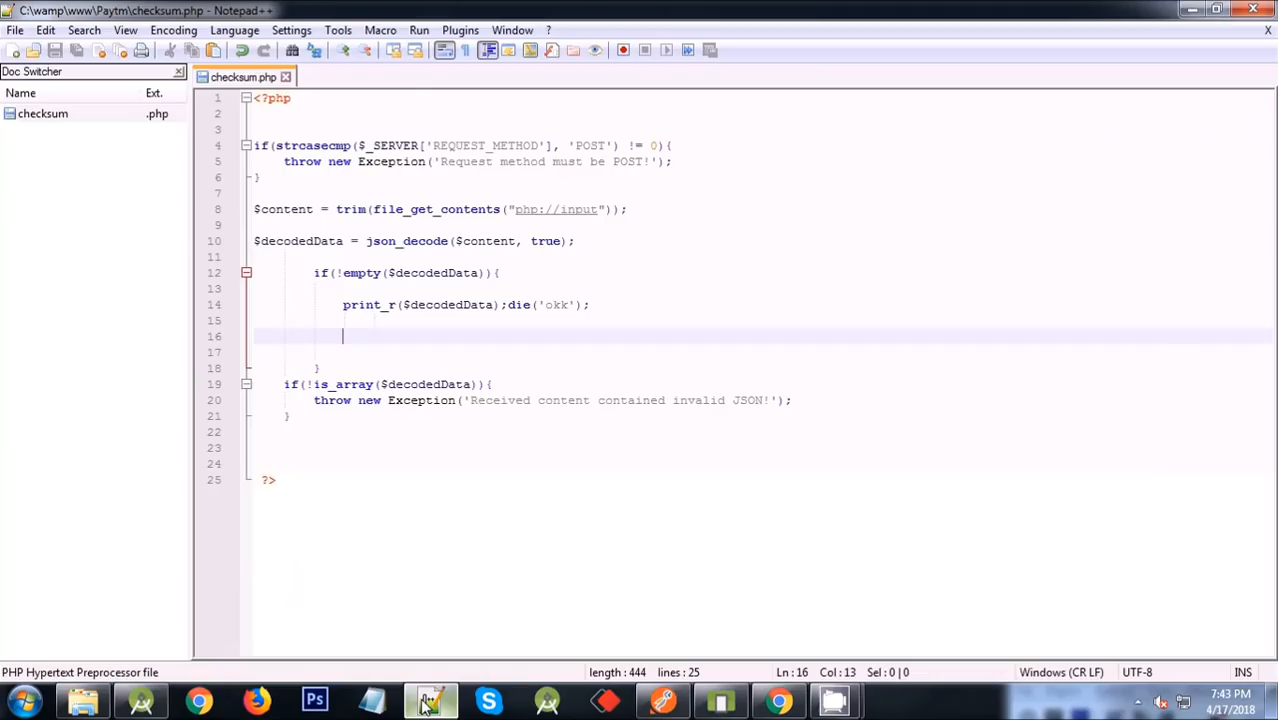 C:\wamp\www\Paytm\checksum.php - Notepad++
File Edit Search View Encoding Language Settings Tools Macro Run Plugins Window ? X
Doc Switcher
checksum.php
Name Ext.
checksum .php
1 <?php
2
3
4 if(strcasecmp($_SERVER['REQUEST_METHOD'], 'POST') != 0){
5 throw new Exception('Request method must be POST!');
6 }
7
8 $content = trim(file_get_contents("php://input"));
9
10 $decodedData = json_decode($content, true);
11
12 if(!empty($decodedData)){
13
14 print_r($decodedData);die('okk');
15
16
17
18 }
19 if(!is_array($decodedData)){
20 throw new Exception('Received content contained invalid JSON!');
21 }
22
23
24
25 ?>
PHP Hypertext Preprocessor file length : 444 lines : 25 Ln : 16 Col : 13 Sel : 0 | 0 Windows (CR LF) UTF-8 INS
Ps
7:43 PM
4/17/2018